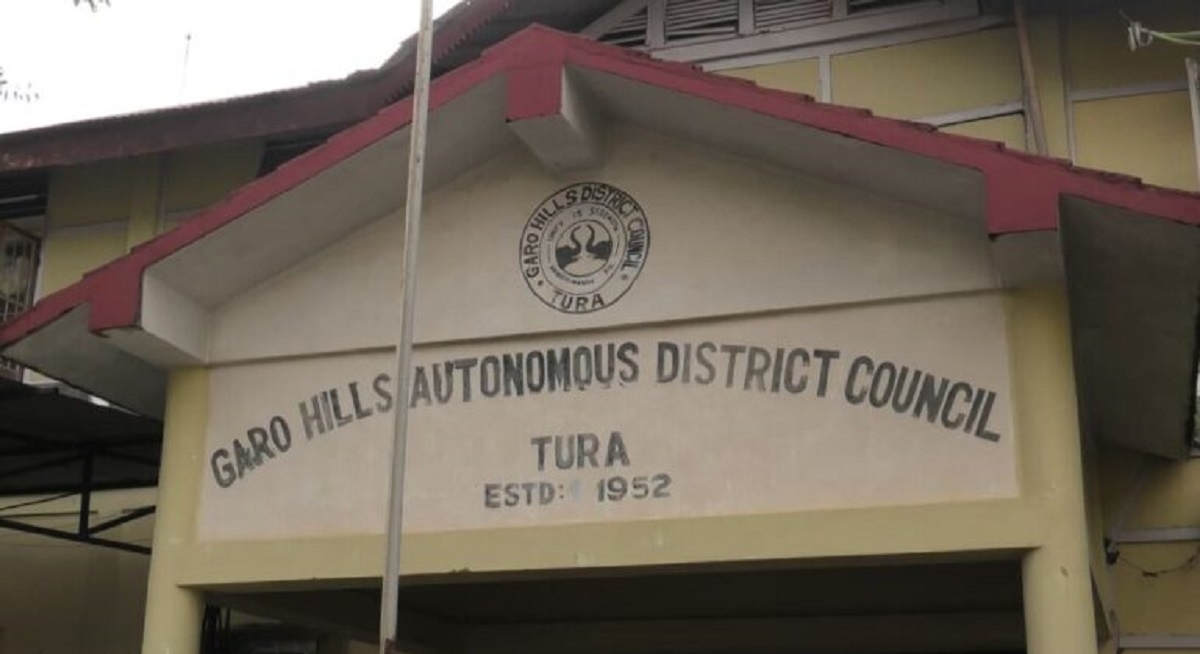 GARO HILLS DISTRICT COUNCIL
TURA
GARO HILLS AUTONOMOUS DISTRICT COUNCIL
TURA
ESTD: 1952